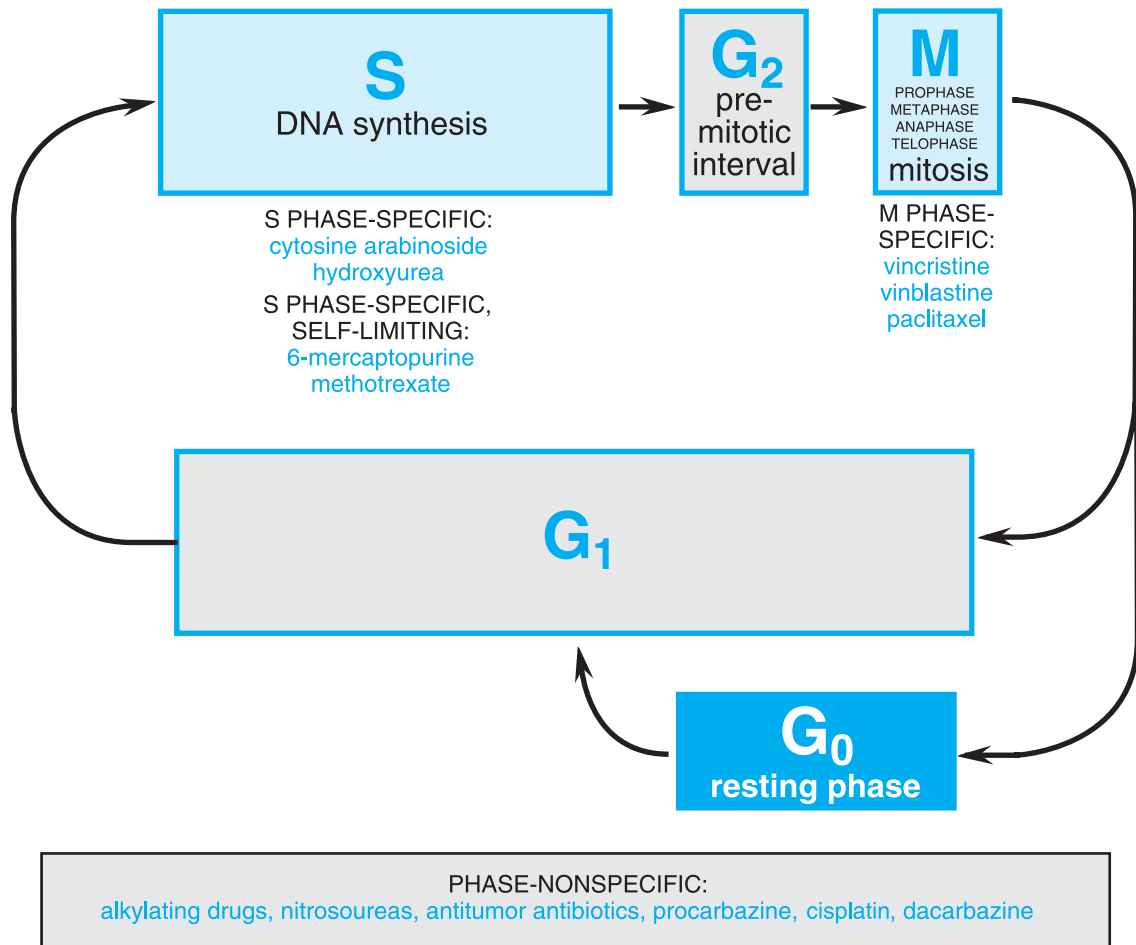 S
DNA synthesis
G2
pre-
mitotic
interval
M
PROPHASE
METAPHASE
ANAPHASE
TELOPHASE
mitosis
S PHASE-SPECIFIC:
cytosine arabinoside
hydroxyurea
S PHASE-SPECIFIC,
SELF-LIMITING:
6-mercaptopurine
methotrexate
M PHASE-
SPECIFIC:
vincristine
vinblastine
paclitaxel
G1
G0
resting phase
PHASE-NONSPECIFIC:
alkylating drugs, nitrosoureas, antitumor antibiotics, procarbazine, cisplatin, dacarbazine